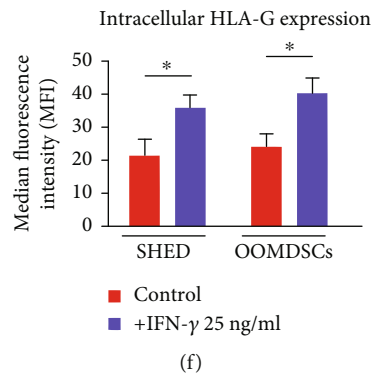 Intracellular HLA-G expression
Median fluorescence
intensity (MFI)
50
40
30
20
10
0
*
*
SHED
OOMDSCs
Control
+IFN-γ 25 ng/ml
(f)